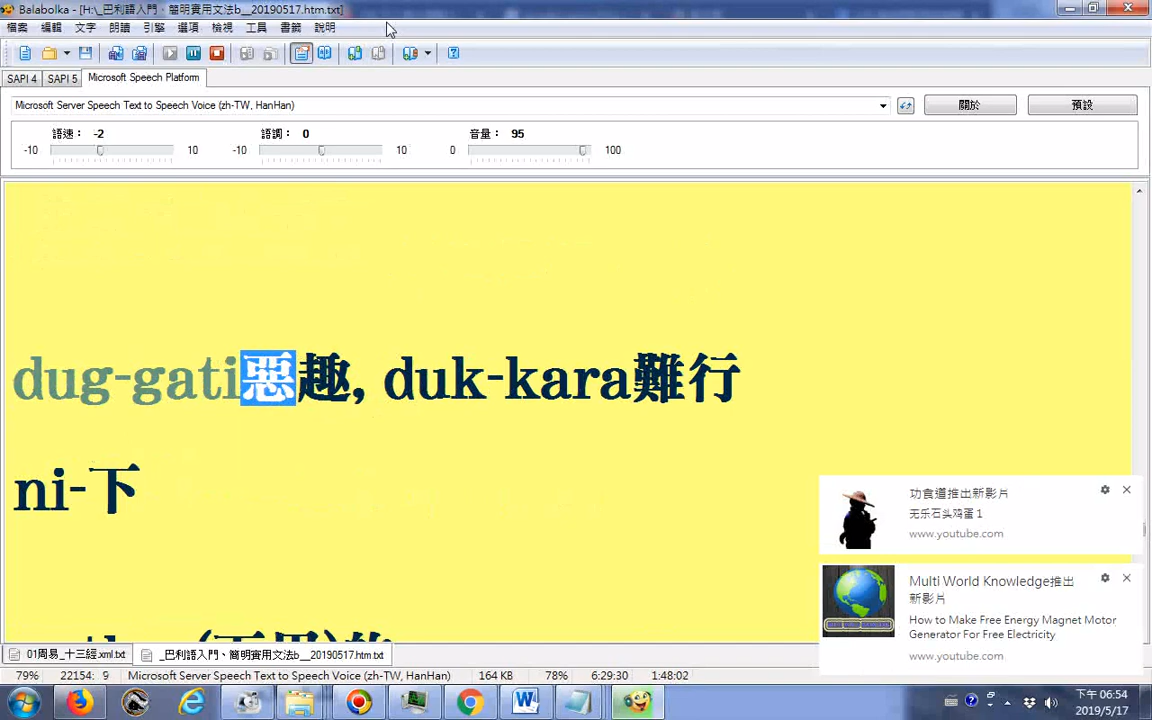 Balabolka - [H:\_巴利語入門、簡明實用文法b__20190517.htm.txt]
檔案 編輯 文字 朗讀 引擎 選項 檢視 工具 書籤 說明
SAPI 4 SAPI 5 Microsoft Speech Platform
Microsoft Server Speech Text to Speech Voice (zh-TW, HanHan) 關於 預設
語速： -2 語調： 0 音量： 95
-10 10 -10 10 0 100
dug-gati惡趣, duk-kara難行
ni-下
功食道推出新影片
无乐石头鸡蛋 1
www.youtube.com
Multi World Knowledge推出
新影片
How to Make Free Energy Magnet Motor
Generator For Free Electricity
www.youtube.com
01周易_十三經.xml.txt _巴利語入門、簡明實用文法b__20190517.htm.txt
79% 22154: 9 Microsoft Server Speech Text to Speech Voice (zh-TW, HanHan) 164 KB 78% 6:29:30 1:48:02
下午 06:54
2019/5/17